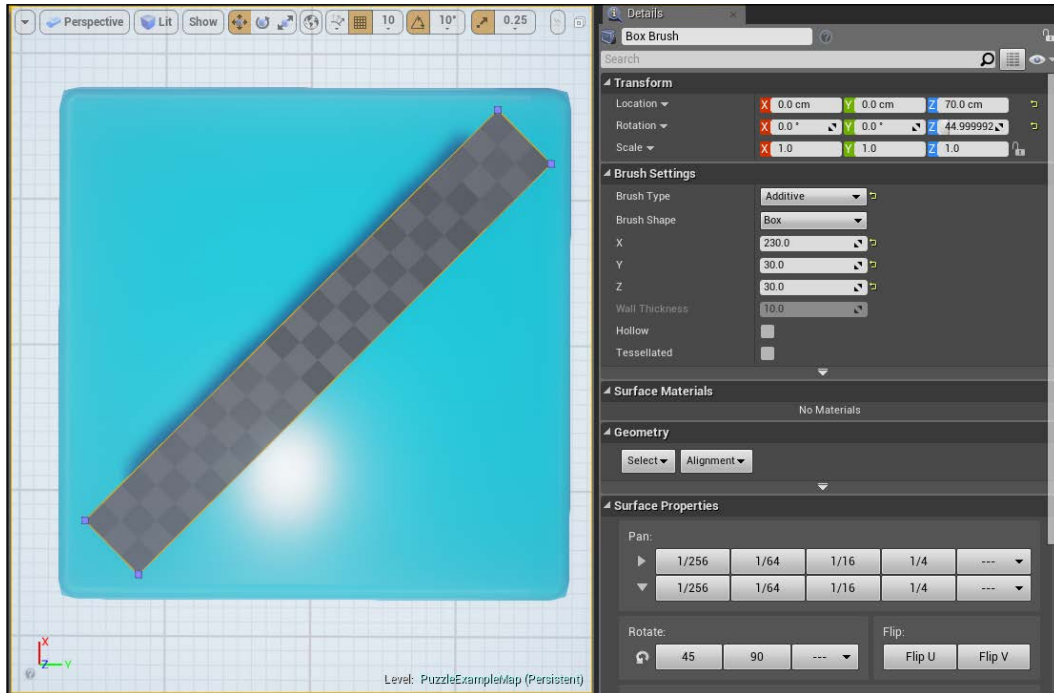 Perspective Lit Show 10 10° 0.25
X
Z Y
Level: PuzzleExampleMap (Persistent)
Details
Box Brush
Search
Transform
Location X 0.0 cm Y 0.0 cm Z 70.0 cm
Rotation X 0.0 ° Y 0.0 ° Z 44.999992
Scale X 1.0 Y 1.0 Z 1.0
Brush Settings
Brush Type Additive
Brush Shape Box
X 230.0
Y 30.0
Z 30.0
Wall Thickness 10.0
Hollow
Tessellated
Surface Materials
No Materials
Geometry
Select Alignment
Surface Properties
Pan:
1/256 1/64 1/16 1/4 ---
1/256 1/64 1/16 1/4 ---
Rotate: Flip:
45 90 --- Flip U Flip V